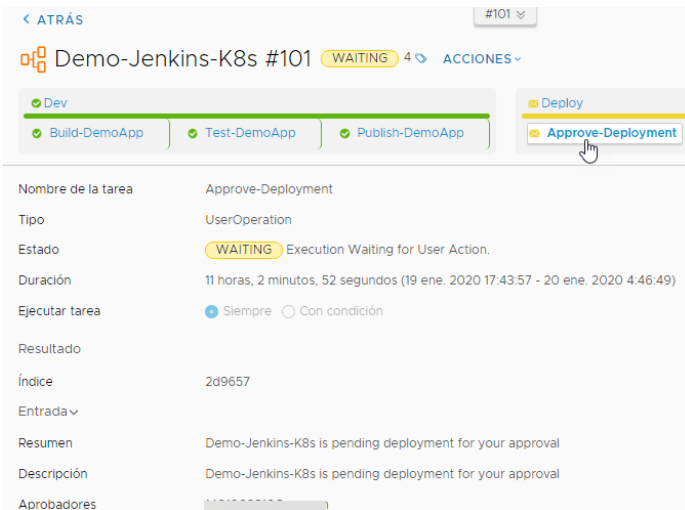 < ATRÁS
#101
Demo-Jenkins-K8s #101 WAITING 4 ACCIONES
Dev
Deploy
Build-DemoApp
Test-DemoApp
Publish-DemoApp
Approve-Deployment
Nombre de la tarea Approve-Deployment
Tipo UserOperation
Estado WAITING Execution Waiting for User Action.
Duración 11 horas, 2 minutos, 52 segundos (19 ene. 2020 17:43:57 - 20 ene. 2020 4:46:49)
Ejecutar tarea Siempre Con condición
Resultado
Índice 2d9657
Entrada
Resumen Demo-Jenkins-K8s is pending deployment for your approval
Descripción Demo-Jenkins-K8s is pending deployment for your approval
Aprobadores